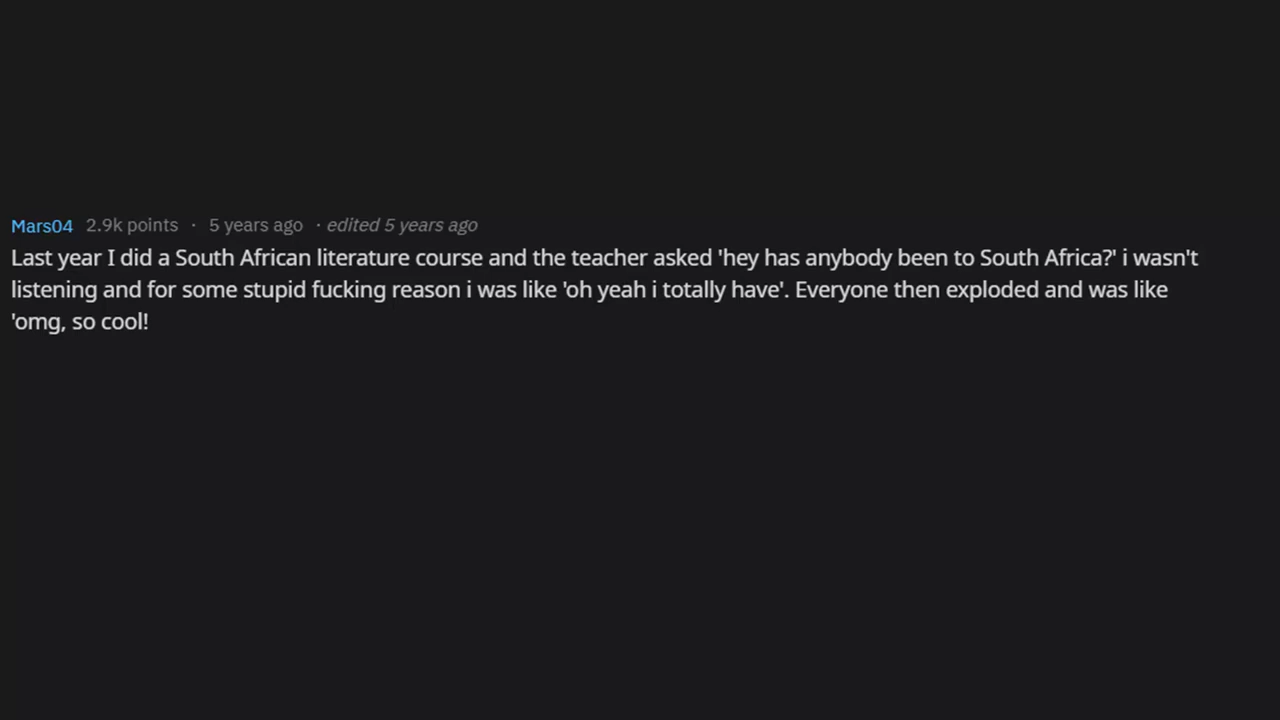 Mars04 2.9k points · 5 years ago · edited 5 years ago
Last year I did a South African literature course and the teacher asked 'hey has anybody been to South Africa?' i wasn't
listening and for some stupid fucking reason i was like 'oh yeah i totally have'. Everyone then exploded and was like
'omg, so cool!